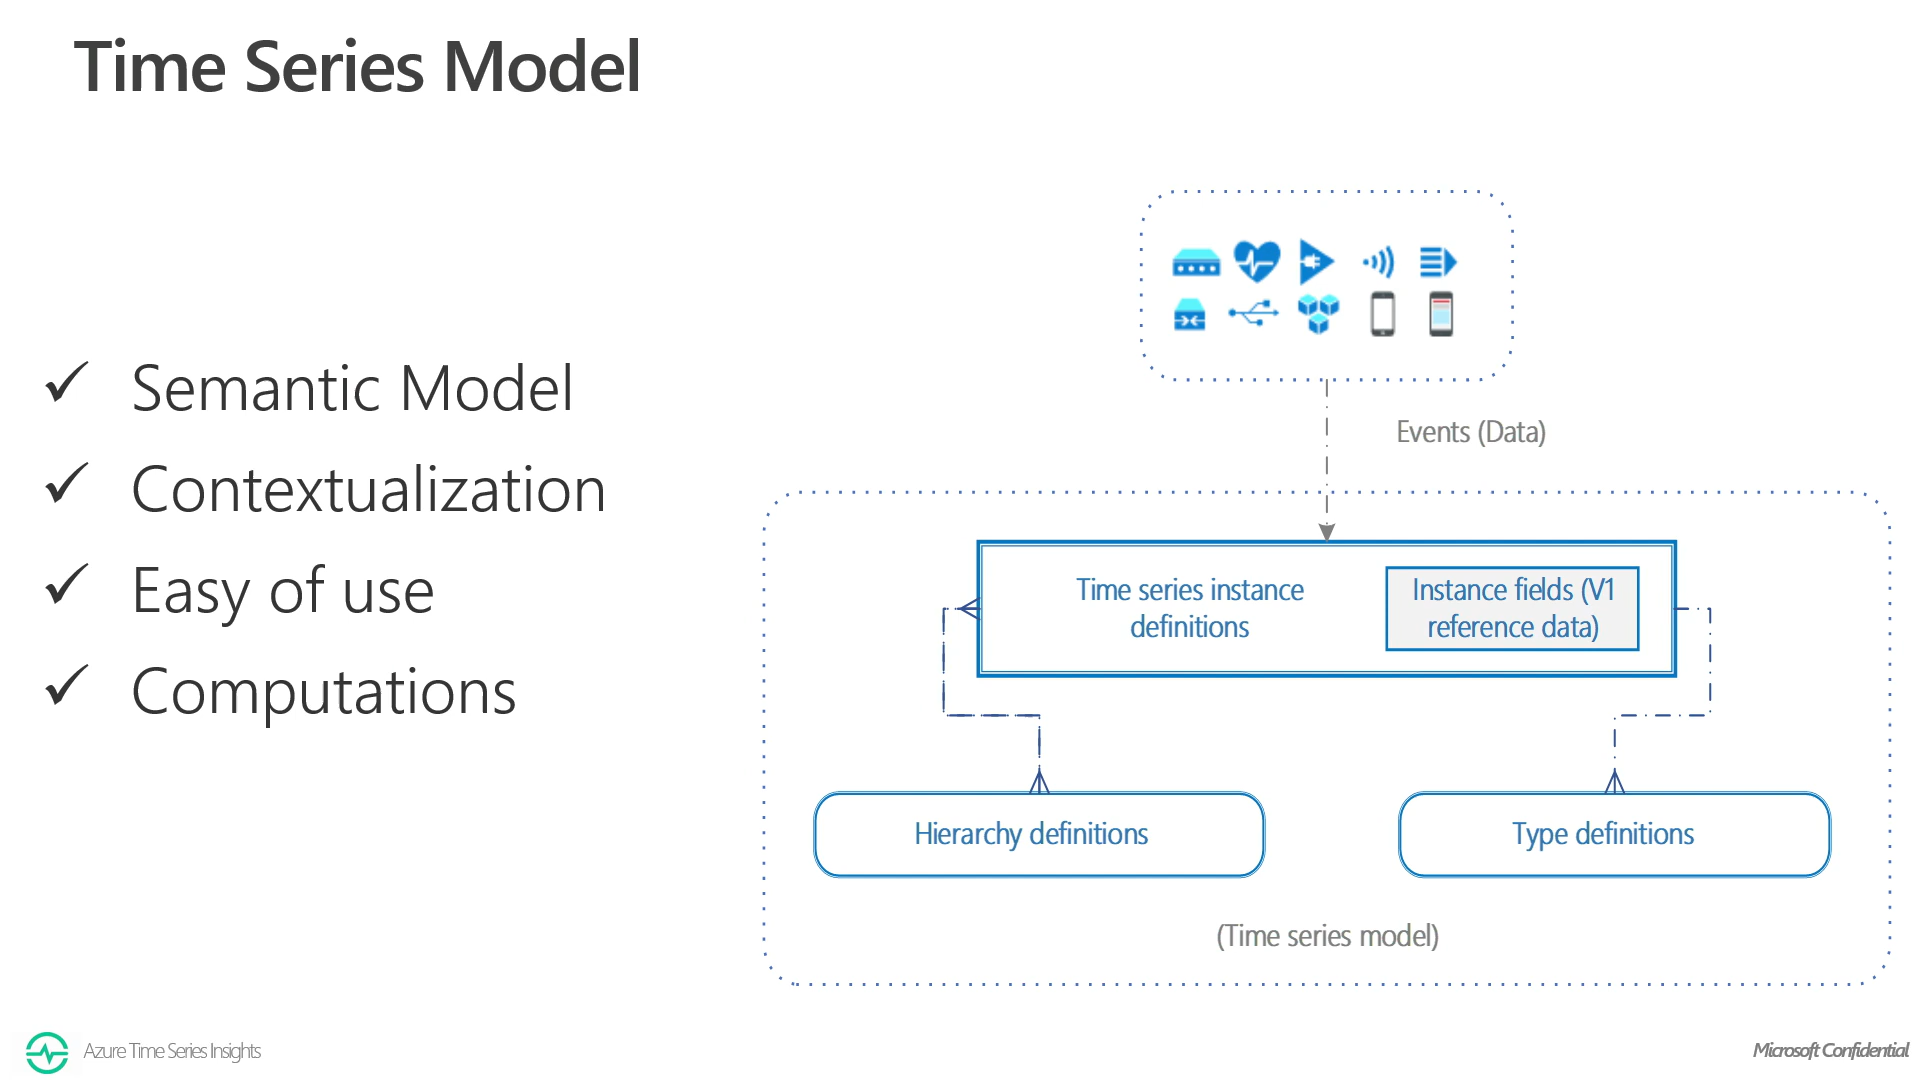 Time Series Model
✓ Semantic Model
✓ Contextualization
✓ Easy of use
✓ Computations
Events (Data)
Time series instance
definitions
Instance fields (V1
reference data)
Hierarchy definitions
Type definitions
(Time series model)
Azure Time Series Insights
Microsoft Confidential